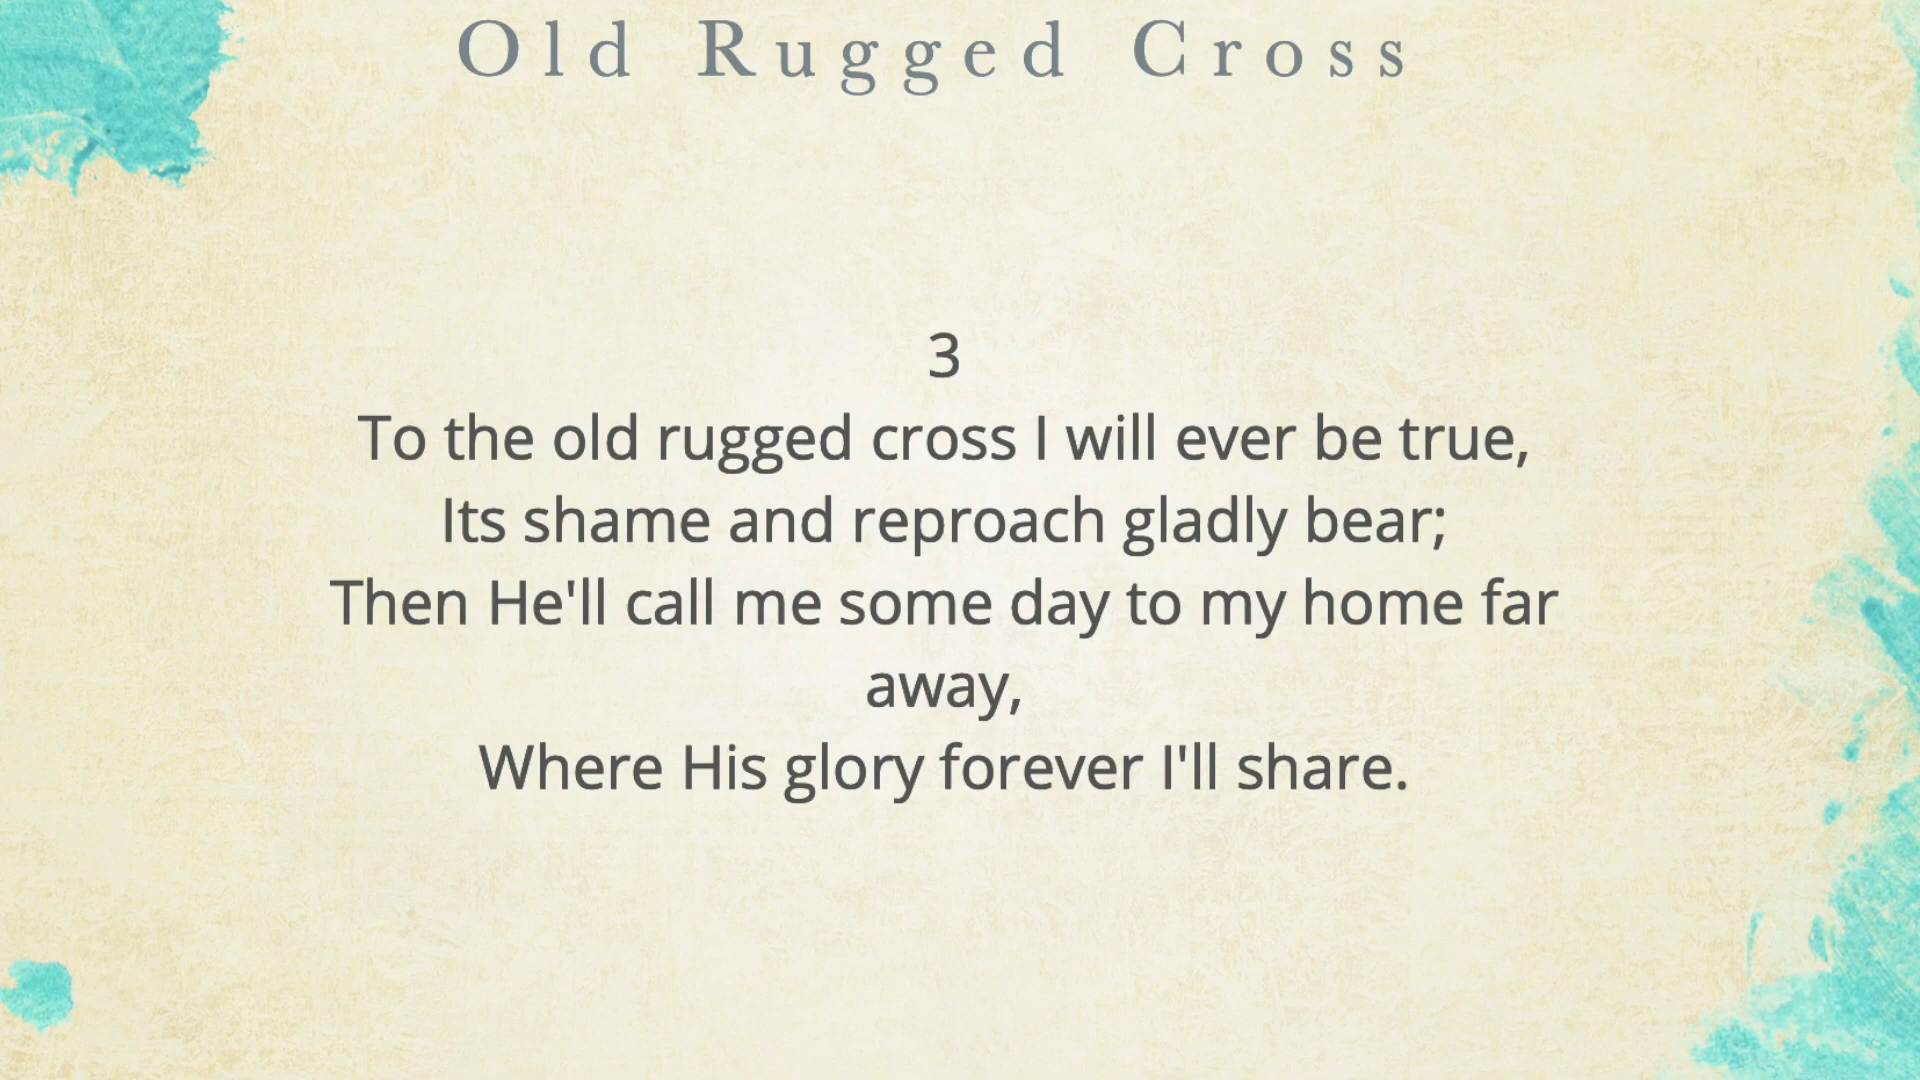 Old Rugged Cross
3
To the old rugged cross I will ever be true,
Its shame and reproach gladly bear;
Then He'll call me some day to my home far
away,
Where His glory forever I'll share.